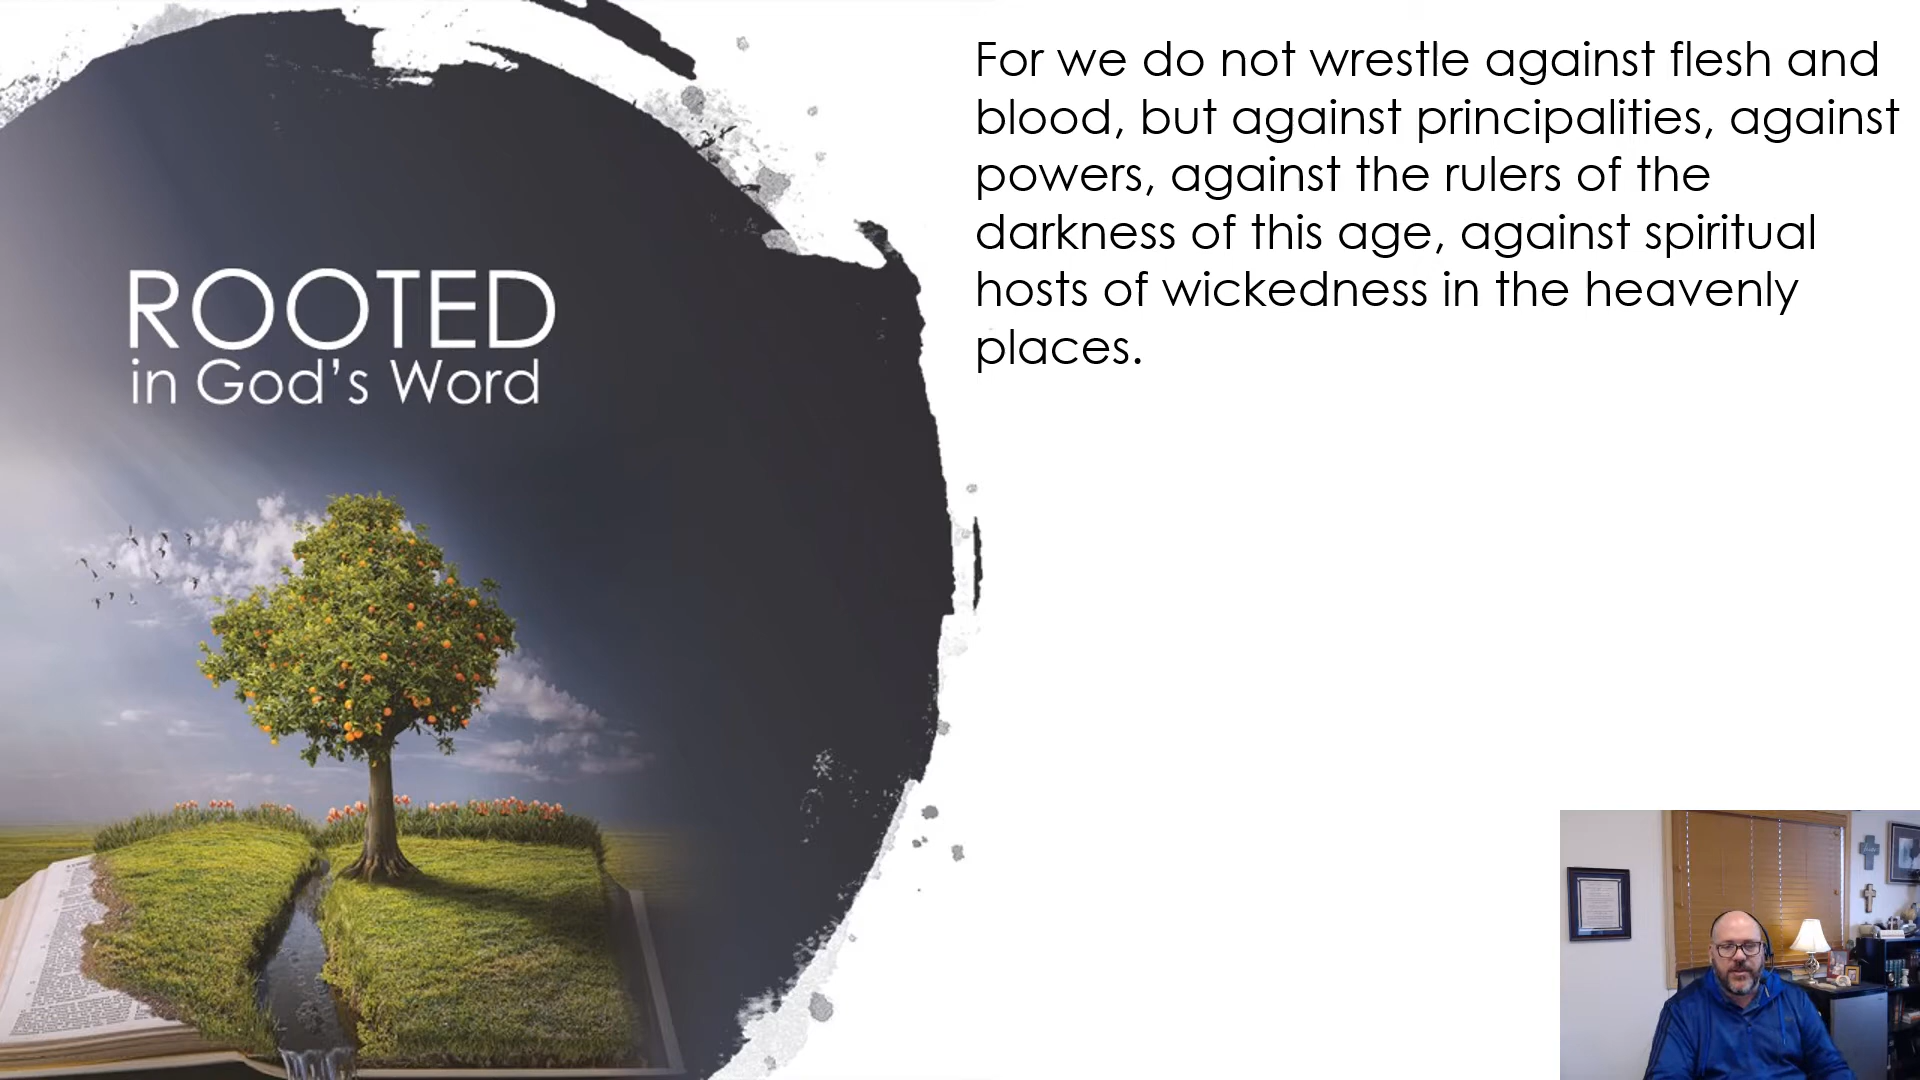 ROOTED
in God's Word
For we do not wrestle against flesh and
blood, but against principalities, against
powers, against the rulers of the
darkness of this age, against spiritual
hosts of wickedness in the heavenly
places.